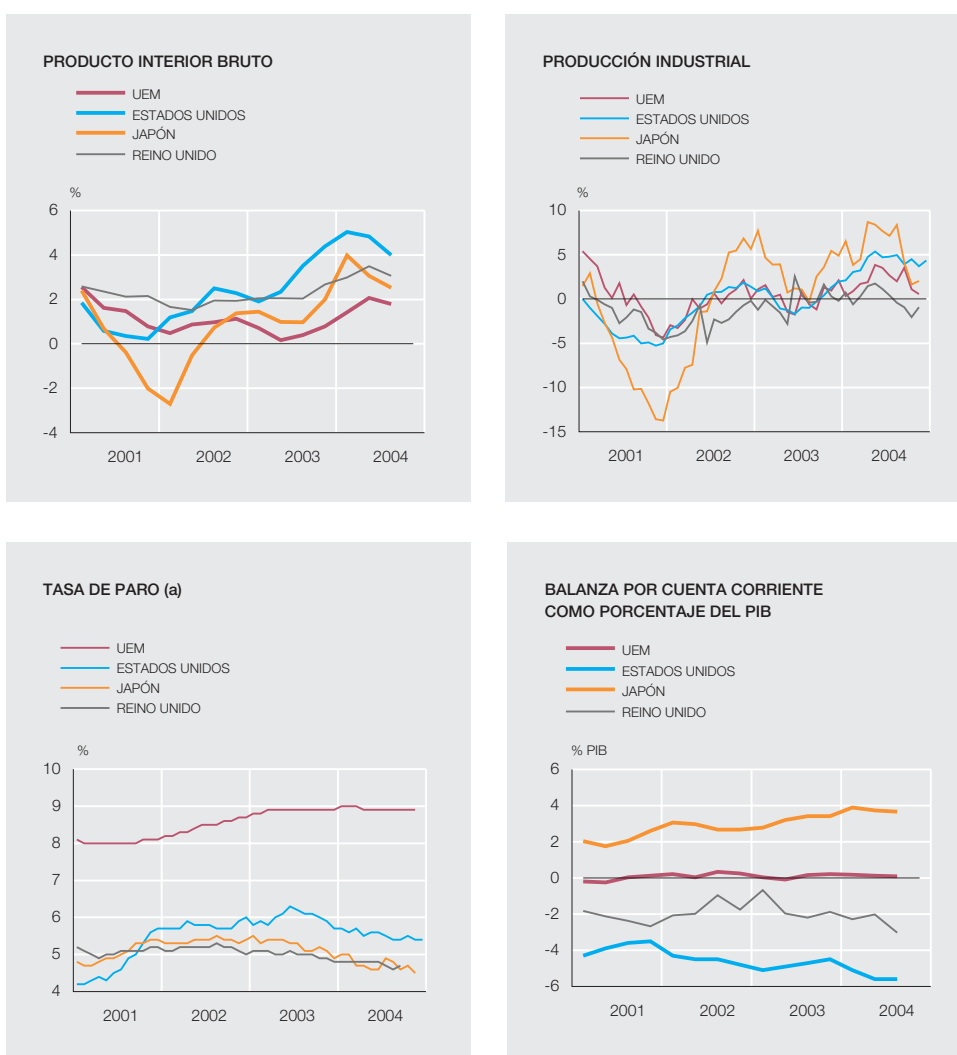 PRODUCTO INTERIOR BRUTO
UEM
ESTADOS UNIDOS
JAPÓN
REINO UNIDO
%
6
4
2
0
-2
-4
2001 2002 2003 2004
PRODUCCIÓN INDUSTRIAL
UEM
ESTADOS UNIDOS
JAPÓN
REINO UNIDO
%
10
5
0
-5
-10
-15
2001 2002 2003 2004
TASA DE PARO (a)
UEM
ESTADOS UNIDOS
JAPÓN
REINO UNIDO
%
10
9
8
7
6
5
4
2001 2002 2003 2004
BALANZA POR CUENTA CORRIENTE
COMO PORCENTAJE DEL PIB
UEM
ESTADOS UNIDOS
JAPÓN
REINO UNIDO
% PIB
6
4
2
0
-2
-4
-6
2001 2002 2003 2004